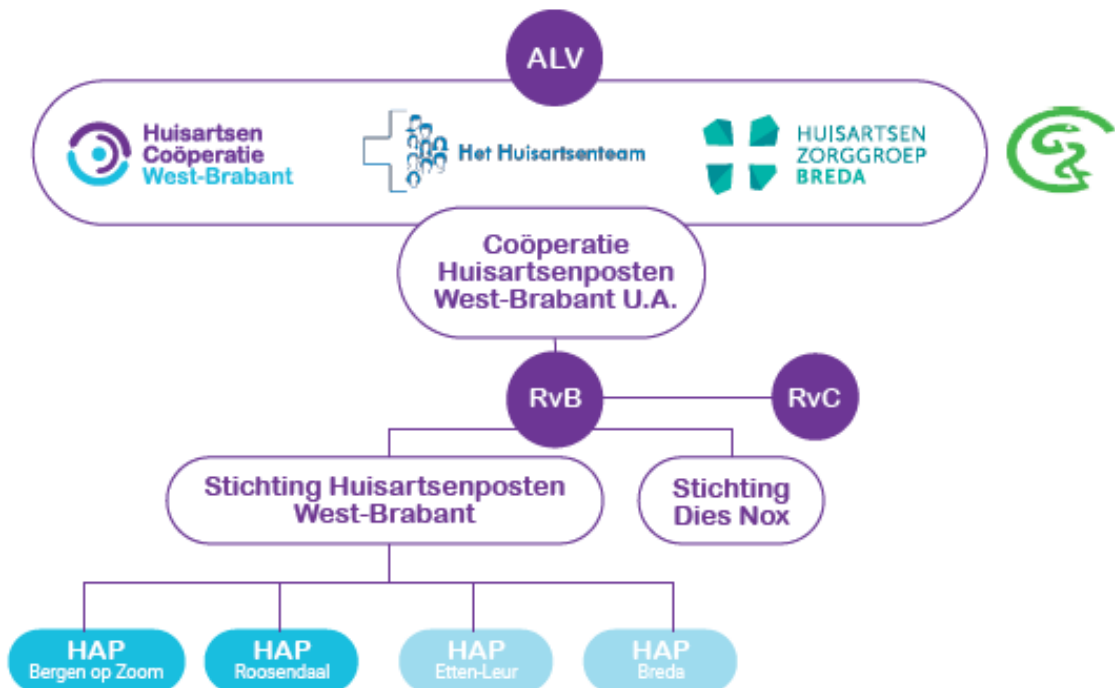 ALV
Huisartsen
Coöperatie
West-Brabant
Het Huisartsenteam
HUISARTSEN
ZORGGROEP
BREDA
Coöperatie
Huisartsenposten
West-Brabant U.A.
RvB
RvC
Stichting Huisartsenposten
West-Brabant
Stichting
Dies Nox
HAP
Bergen op Zoom
HAP
Roosendaal
HAP
Etten-Leur
HAP
Breda